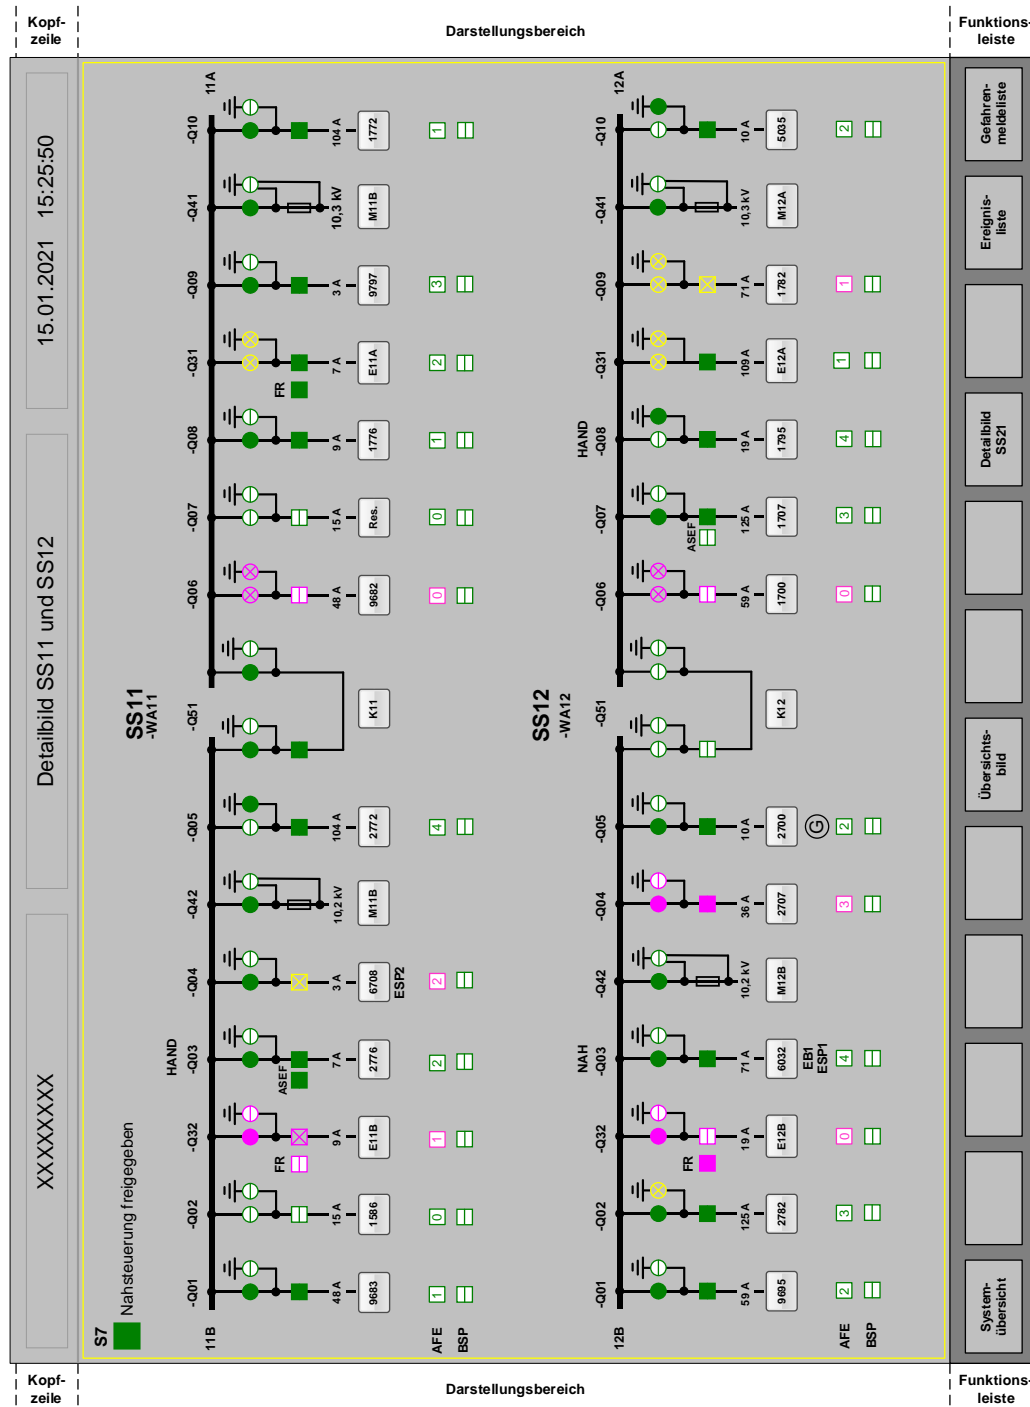 Kopf-
zeile
Darstellungsbereich
Funktions-
leiste
XXXXXXXX
Detailbild SS11 und SS12
15.01.2021 15:25:50
S7
Nahsteuerung freigegeben
SS11
-WA11
11B
11A
HAND
-Q01
-Q02
-Q32
-Q03
-Q04
-Q42
-Q05
-Q51
-Q06
-Q07
-Q08
-Q31
-Q09
-Q41
-Q10
FR
ASEF
FR
48 A
15 A
9 A
7 A
3 A
10,2 kV
104 A
48 A
15 A
9 A
7 A
3 A
10,3 kV
104 A
9683
1586
E11B
2776
6708
M11B
2772
K11
9682
Res.
1776
E11A
9797
M11B
1772
ESP2
AFE
1
0
1
2
2
4
0
0
1
2
3
1
BSP
SS12
-WA12
12B
12A
NAH
HAND
-Q01
-Q02
-Q32
-Q03
-Q42
-Q04
-Q05
-Q51
-Q06
-Q07
-Q08
-Q31
-Q09
-Q41
-Q10
FR
ASEF
59 A
125 A
19 A
71 A
10,2 kV
36 A
10 A
59 A
125 A
19 A
109 A
71 A
10,3 kV
10 A
9695
2782
E12B
6032
M12B
2707
2700
K12
1700
1707
1795
E12A
1782
M12A
5035
EB1
ESP1
G
AFE
2
3
0
4
3
2
0
3
4
1
1
2
BSP
System-
übersicht
Übersichts-
bild
Detailbild
SS21
Ereignis-
liste
Gefahren-
meldeliste
Kopf-
zeile
Darstellungsbereich
Funktions-
leiste